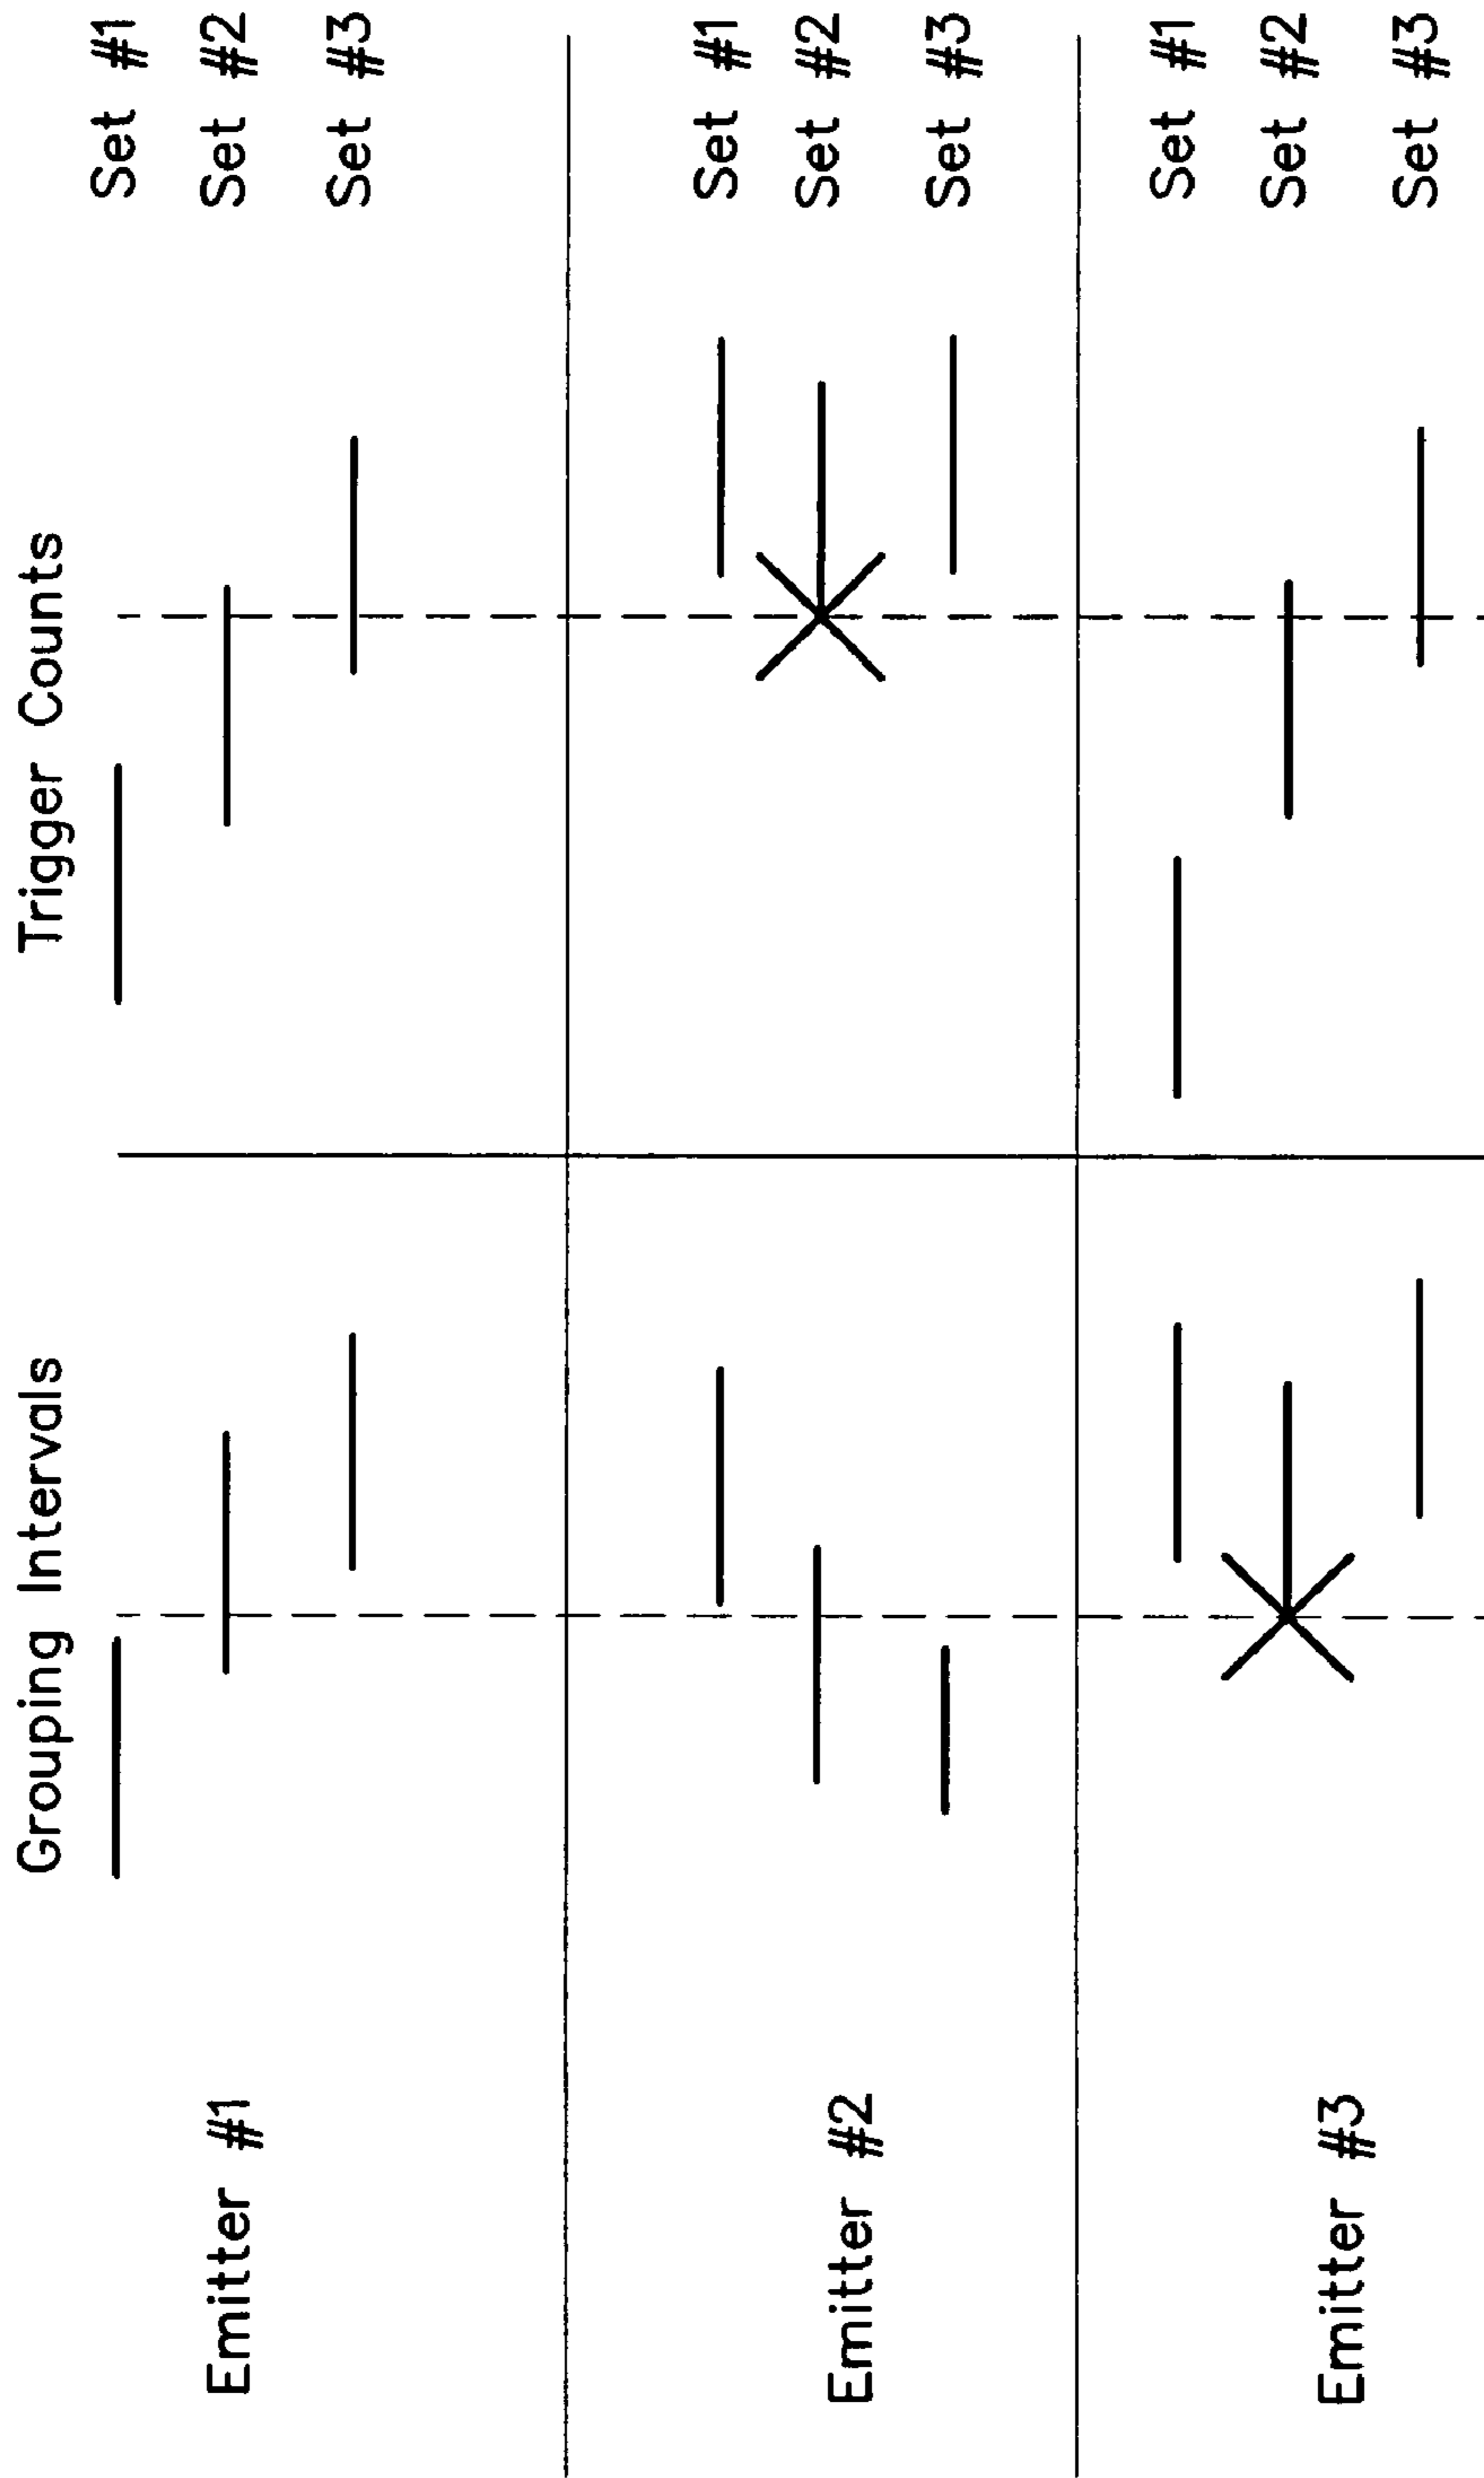 Grouping Intervals
Trigger Counts
Emitter #1
Set #1
Set #2
Set #3
Emitter #2
Set #1
Set #2
Set #3
Emitter #3
Set #1
Set #2
Set #3